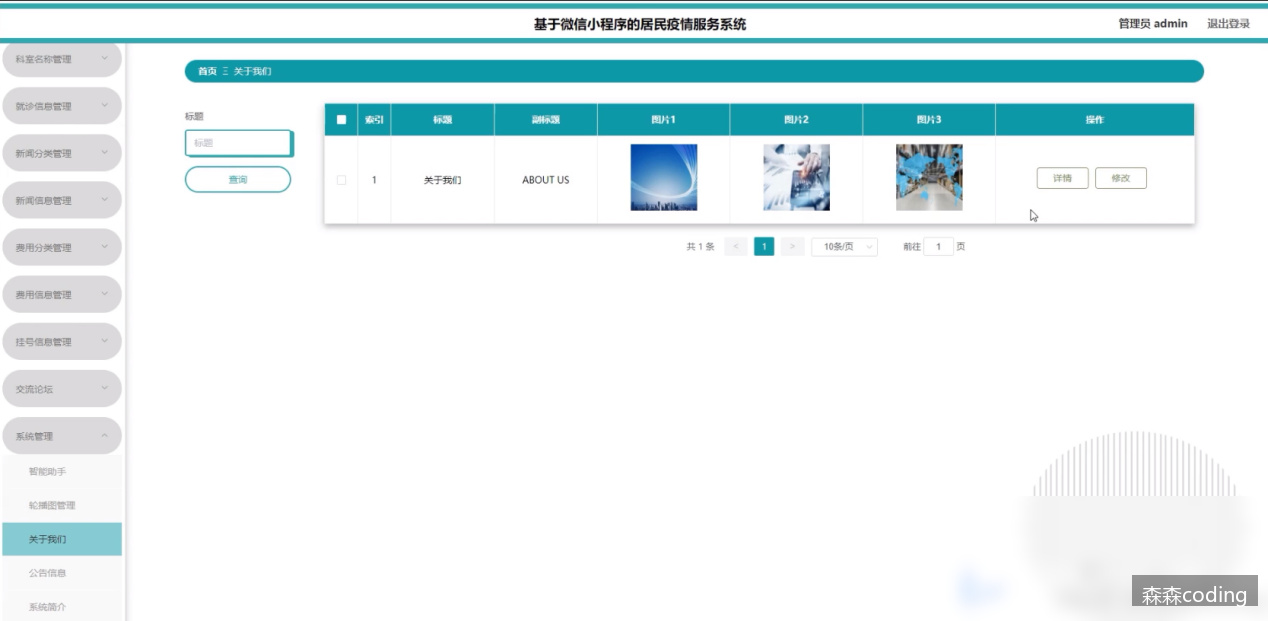 基于微信小程序的居民疫情服务系统
管理员 admin
退出登录
科室名称管理
就诊信息管理
新闻分类管理
新闻信息管理
费用分类管理
费用信息管理
挂号信息管理
交流论坛
系统管理
智能助手
轮播图管理
关于我们
公告信息
系统简介
首页 Ξ 关于我们
标题
标题
查询
索引 标题 副标题 图片1 图片2 图片3 操作
1 关于我们 ABOUT US 详情 修改
共 1 条 < 1 > 10条/页 前往 1 页
森森coding